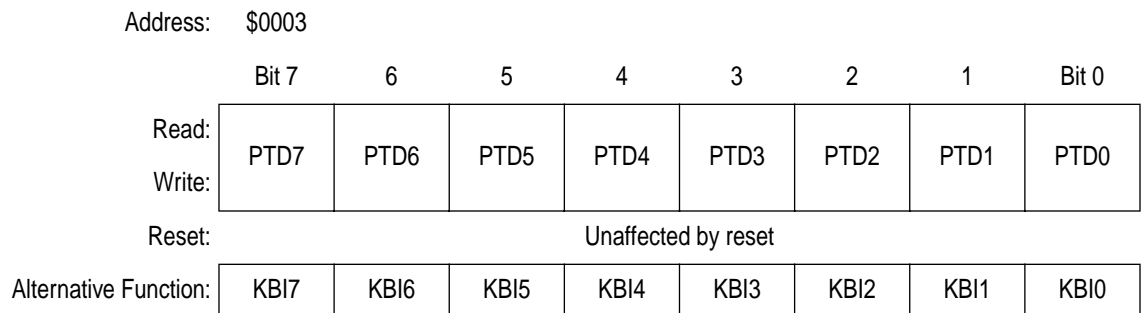 Address: $0003
Bit 7 6 5 4 3 2 1 Bit 0
Read:
PTD7 PTD6 PTD5 PTD4 PTD3 PTD2 PTD1 PTD0
Write:
Reset: Unaffected by reset
Alternative Function: KBI7 KBI6 KBI5 KBI4 KBI3 KBI2 KBI1 KBI0